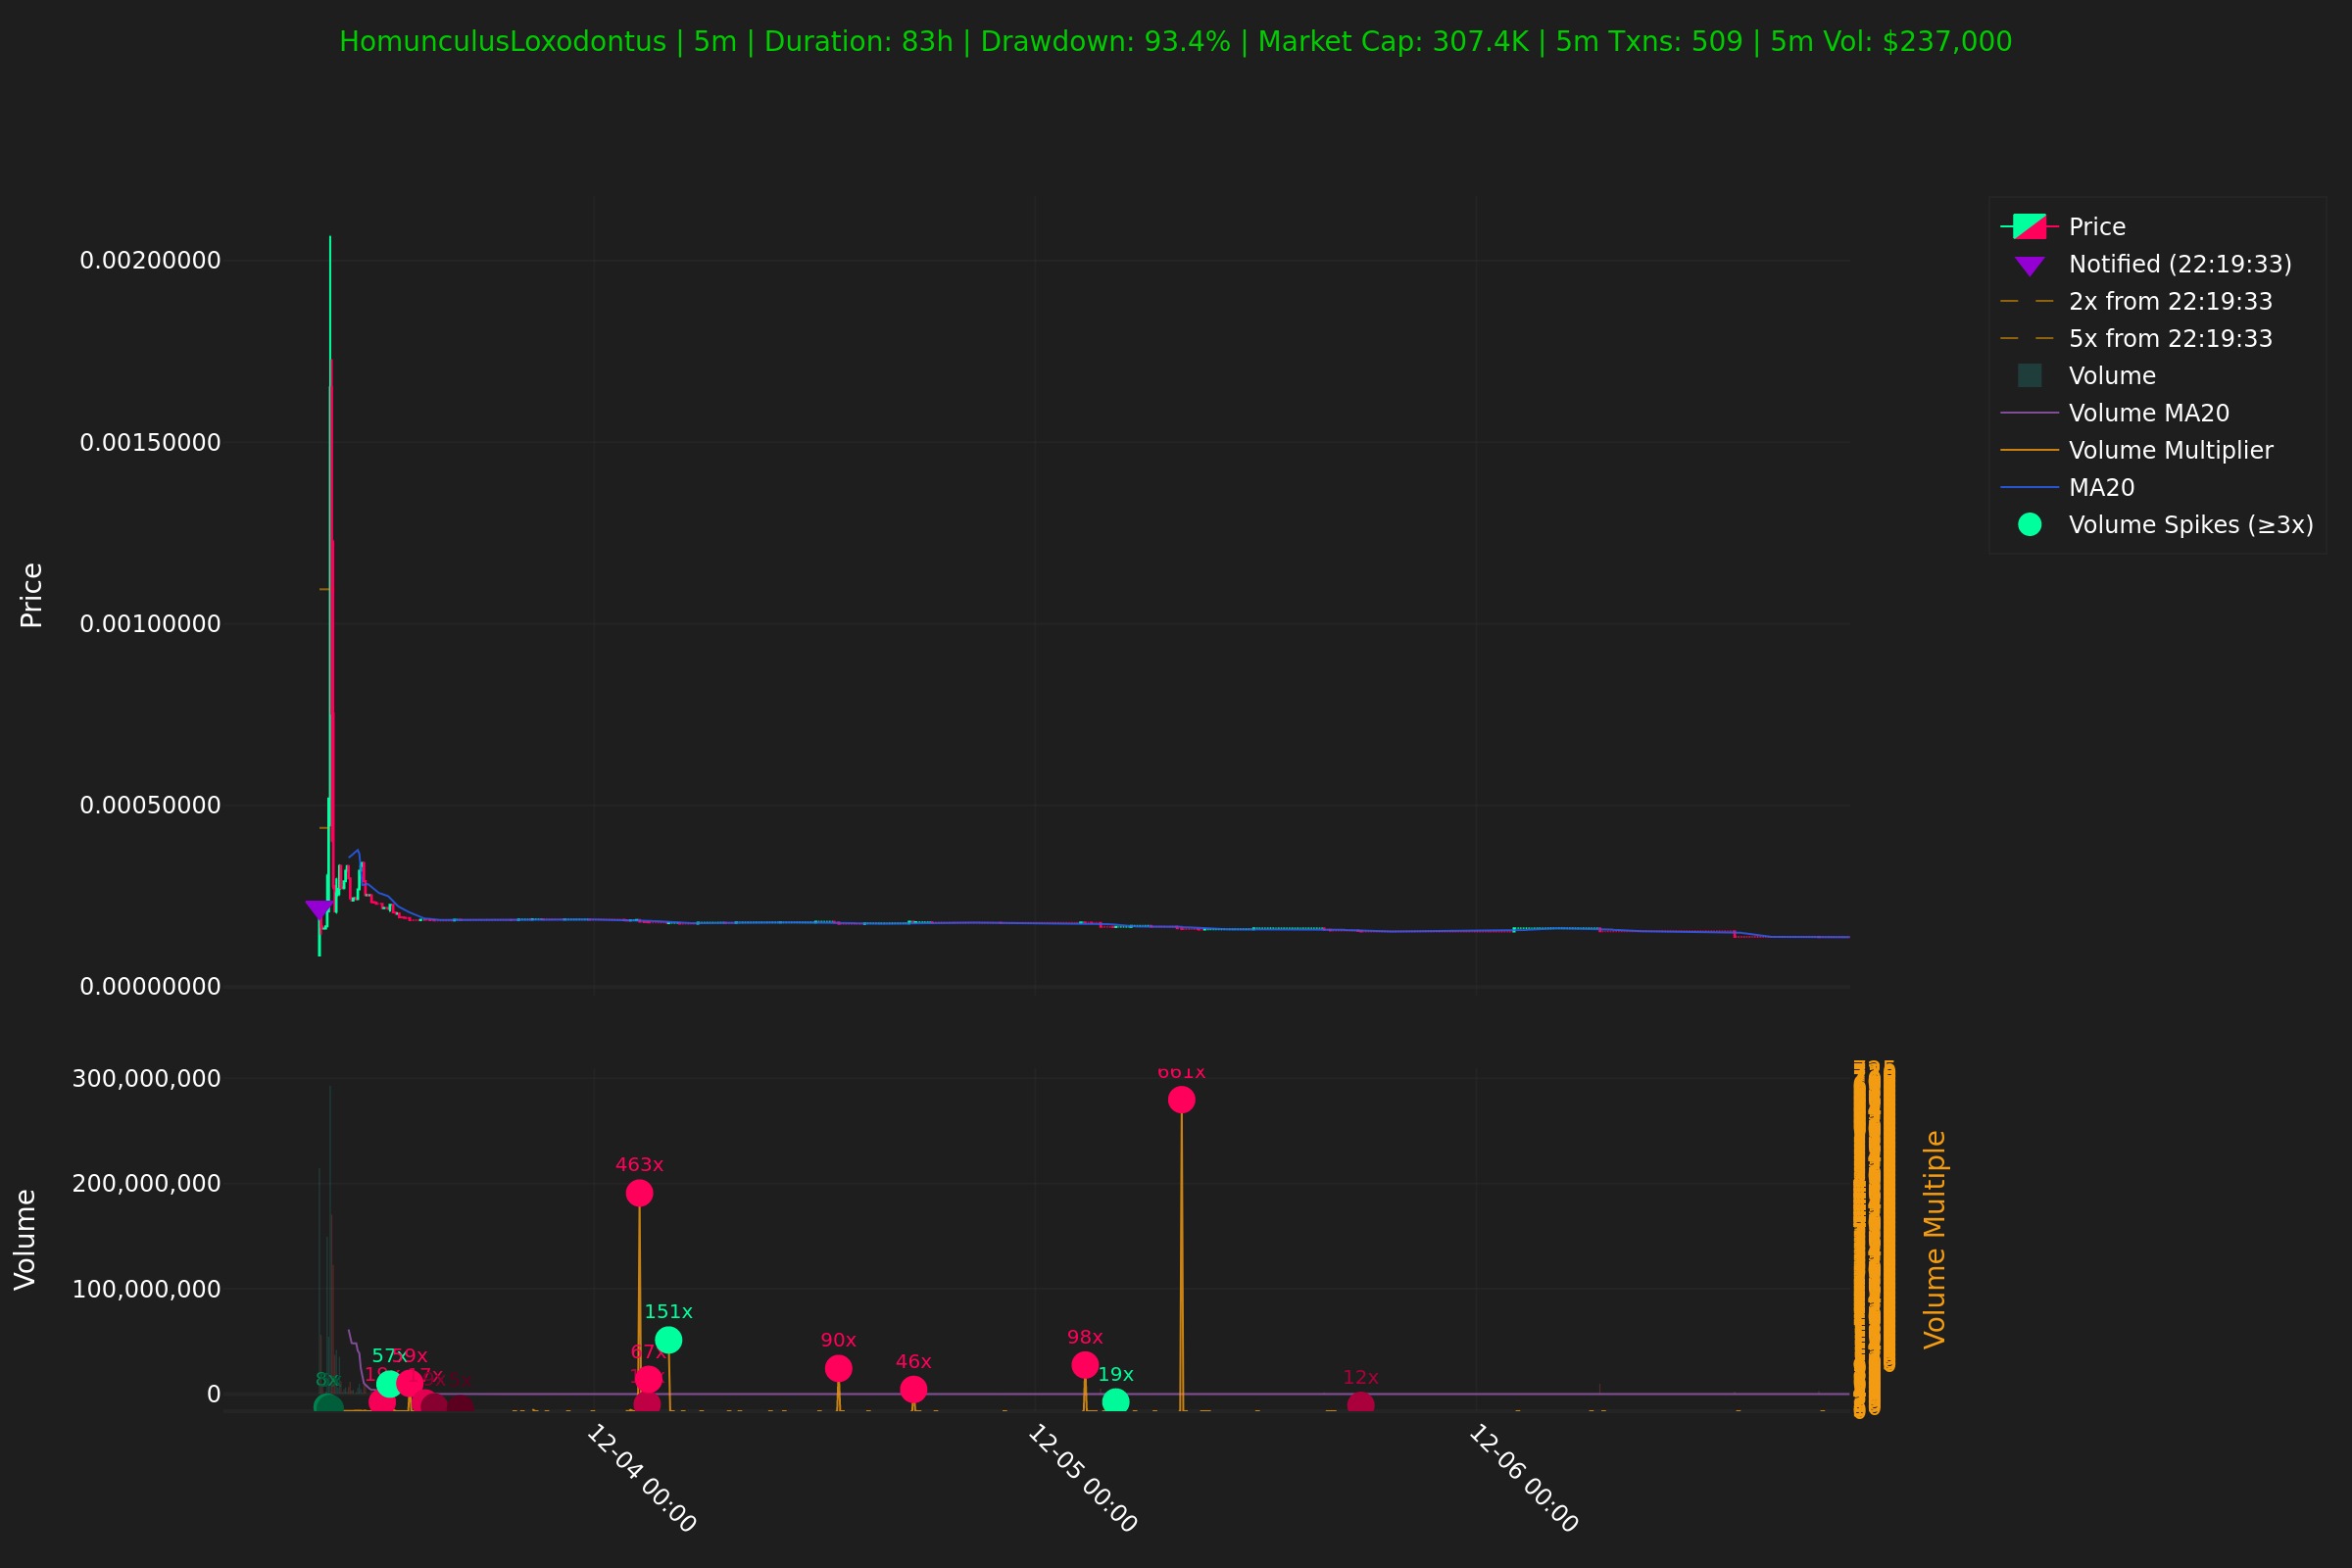 HomunculusLoxodontus | 5m | Duration: 83h | Drawdown: 93.4% | Market Cap: 307.4K | 5m Txns: 509 | 5m Vol: $237,000
Price
0.00200000
0.00150000
0.00100000
0.00050000
0.00000000
Price
Notified (22:19:33)
2x from 22:19:33
5x from 22:19:33
Volume
Volume MA20
Volume Multiplier
MA20
Volume Spikes (≥3x)
Volume
300,000,000
200,000,000
100,000,000
0
661x
463x
151x
67x
90x
46x
98x
19x
12x
57x
59x
8x
Volume Multiple
12-04 00:00
12-05 00:00
12-06 00:00